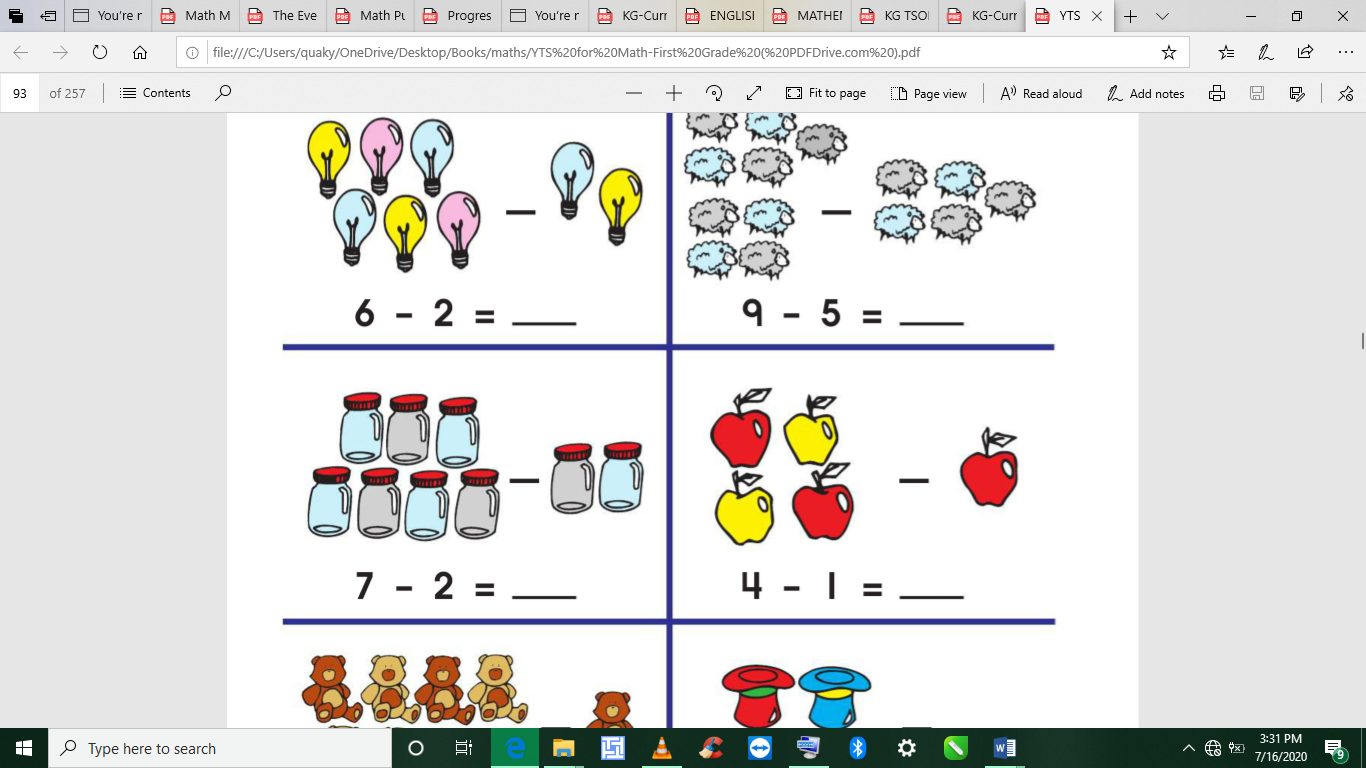 You're r
Math M
The Eve
Math Pu
Progres
You're r
KG-Curr
ENGLISI
MATHEI
KG TSOI
KG-Curr
YTS
file:///C:/Users/quaky/OneDrive/Desktop/Books/maths/YTS%20for%20Math-First%20Grade%20(%20PDFDrive.com%20).pdf
93 of 257 Contents Fit to page Page view Read aloud Add notes
6 - 2 = ___
9 - 5 = ___
7 - 2 = ___
4 - 1 = ___
Type here to search
3:31 PM
7/16/2020
9